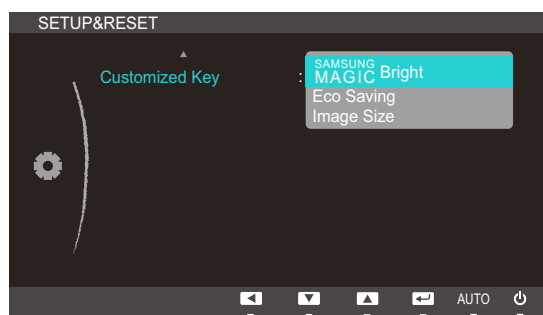 SETUP&RESET
Customized Key : SAMSUNG MAGIC Bright
Eco Saving
Image Size
AUTO